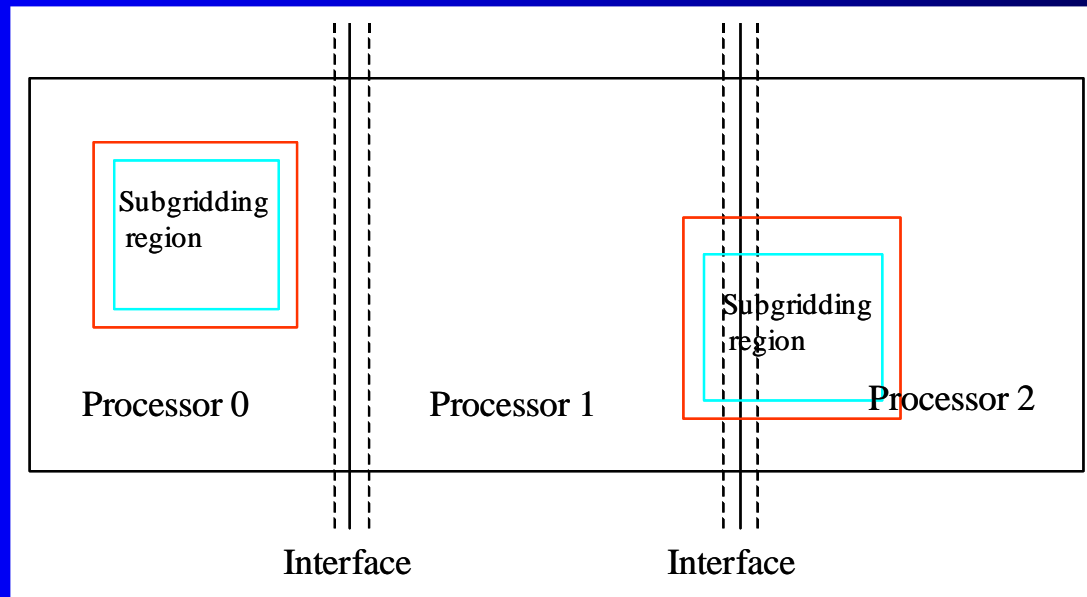 Subgridding
region
Subgridding
region
Processor 0
Processor 1
Processor 2
Interface
Interface